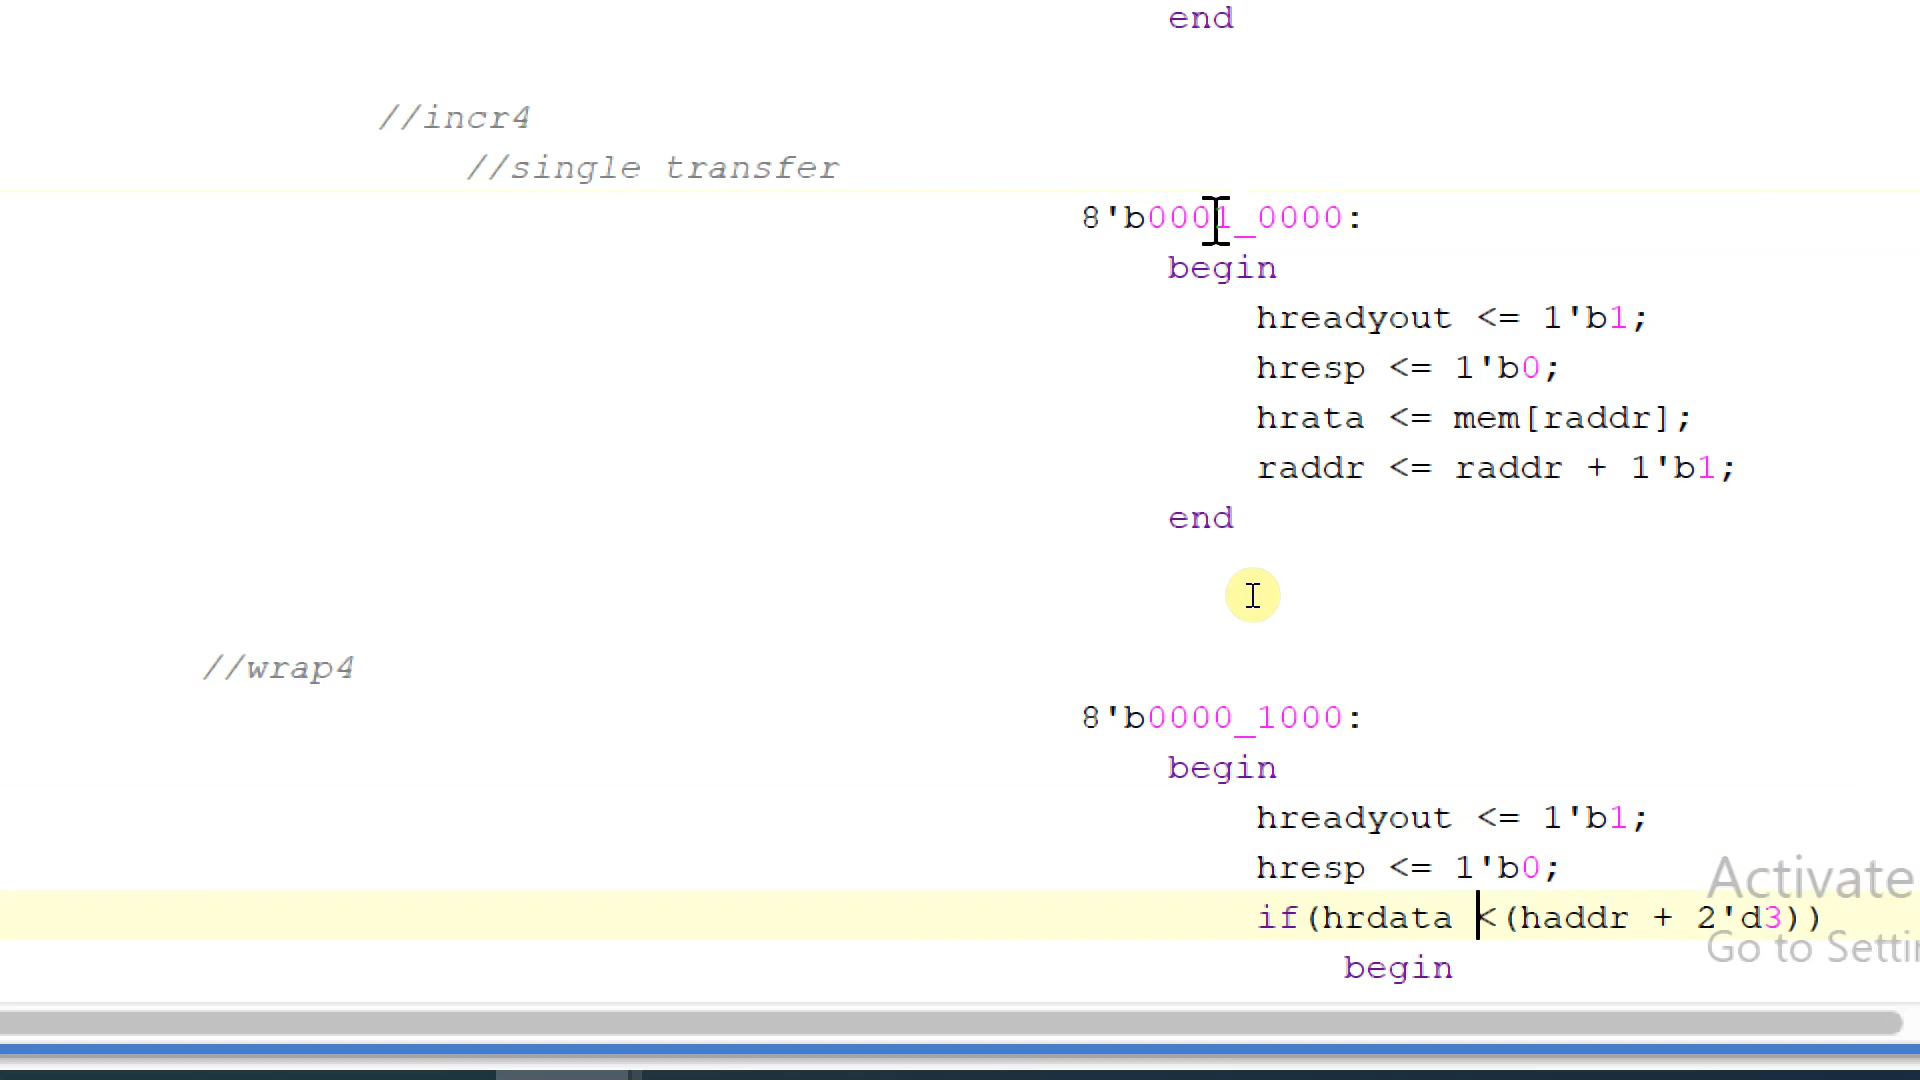 end
//incr4
//single transfer
8'b0001_0000:
begin
hreadyout <= 1'b1;
hresp <= 1'b0;
hrata <= mem[raddr];
raddr <= raddr + 1'b1;
end
//wrap4
8'b0000_1000:
begin
hreadyout <= 1'b1;
hresp <= 1'b0;
if(hrdata <(haddr + 2'd3))
begin
Activate
Go to Setti